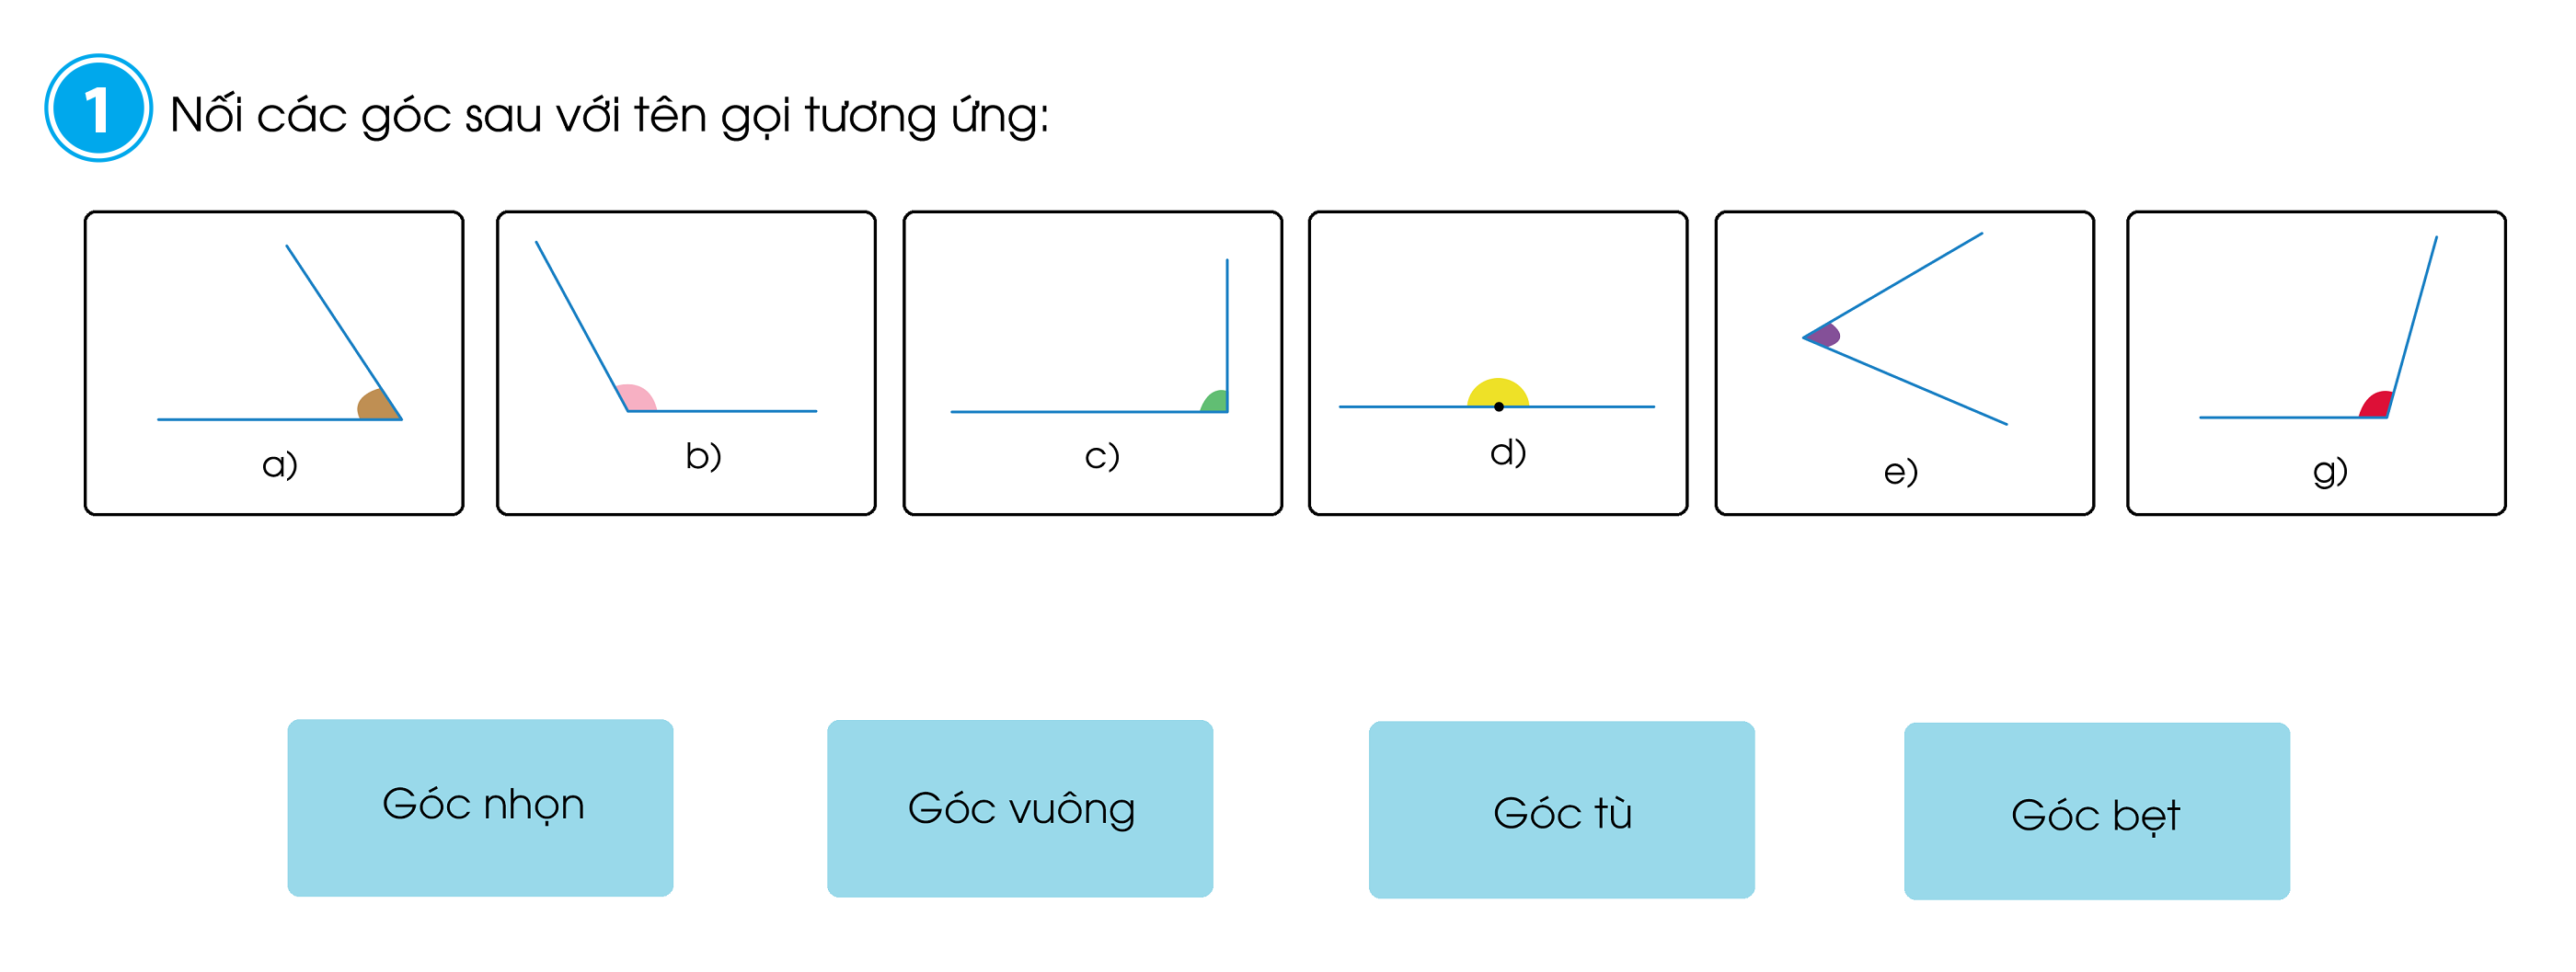 1 Nối các góc sau với tên gọi tương ứng:
a) b) c) d) e) g)
Góc nhọn Góc vuông Góc tù Góc bẹt